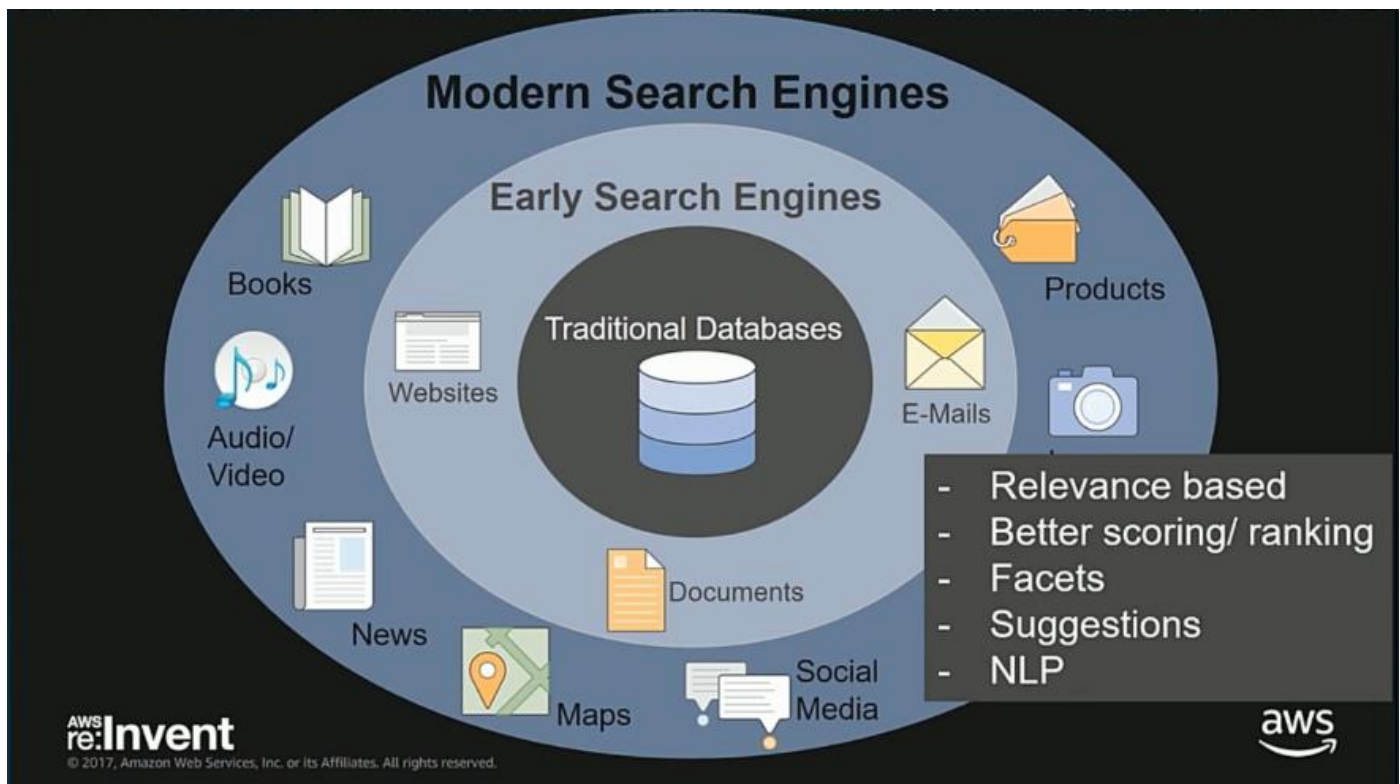 Modern Search Engines
Early Search Engines
Books
Products
Traditional Databases
Websites
E-Mails
Audio/
Video
- Relevance based
- Better scoring/ ranking
- Facets
- Suggestions
- NLP
Documents
News
Social
Media
Maps
AWS
re:Invent
© 2017, Amazon Web Services, Inc. or its Affiliates. All rights reserved.
aws